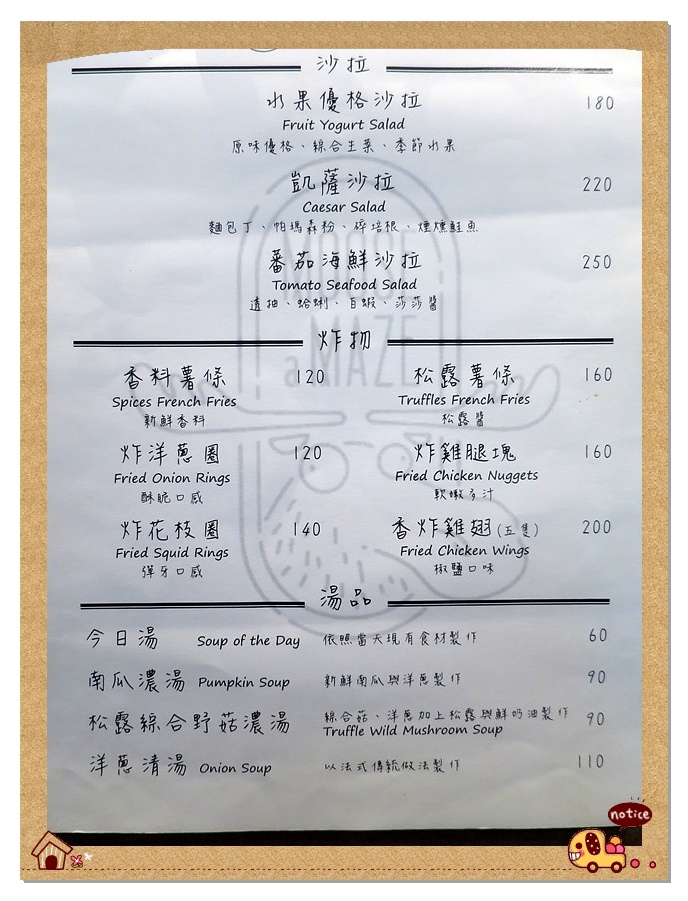 沙拉
水果優格沙拉 180
Fruit Yogurt Salad
原味優格、綜合生菜、季節水果
凱薩沙拉 220
Caesar Salad
麵包丁、帕瑪森粉、碎培根、煙燻鮭魚
蕃茄海鮮沙拉 250
Tomato Seafood Salad
透抽、蛤蜊、白蝦、莎莎醬
炸物
香料薯條 120
Spices French Fries
新鮮香料
松露薯條 160
Truffles French Fries
松露醬
炸洋蔥圈 120
Fried Onion Rings
酥脆口感
炸雞腿塊 160
Fried Chicken Nuggets
軟嫩多汁
炸花枝圈 140
Fried Squid Rings
彈牙口感
香炸雞翅(五隻) 200
Fried Chicken Wings
椒鹽口味
湯品
今日湯 Soup of the Day 依照當天現有食材製作 60
南瓜濃湯 Pumpkin Soup 新鮮南瓜與洋蔥製作 90
松露綜合野菇濃湯 綜合菇、洋蔥加上松露與鮮奶油製作 90
Truffle Wild Mushroom Soup
洋蔥清湯 Onion Soup 以法式傳統做法製作 110
notice